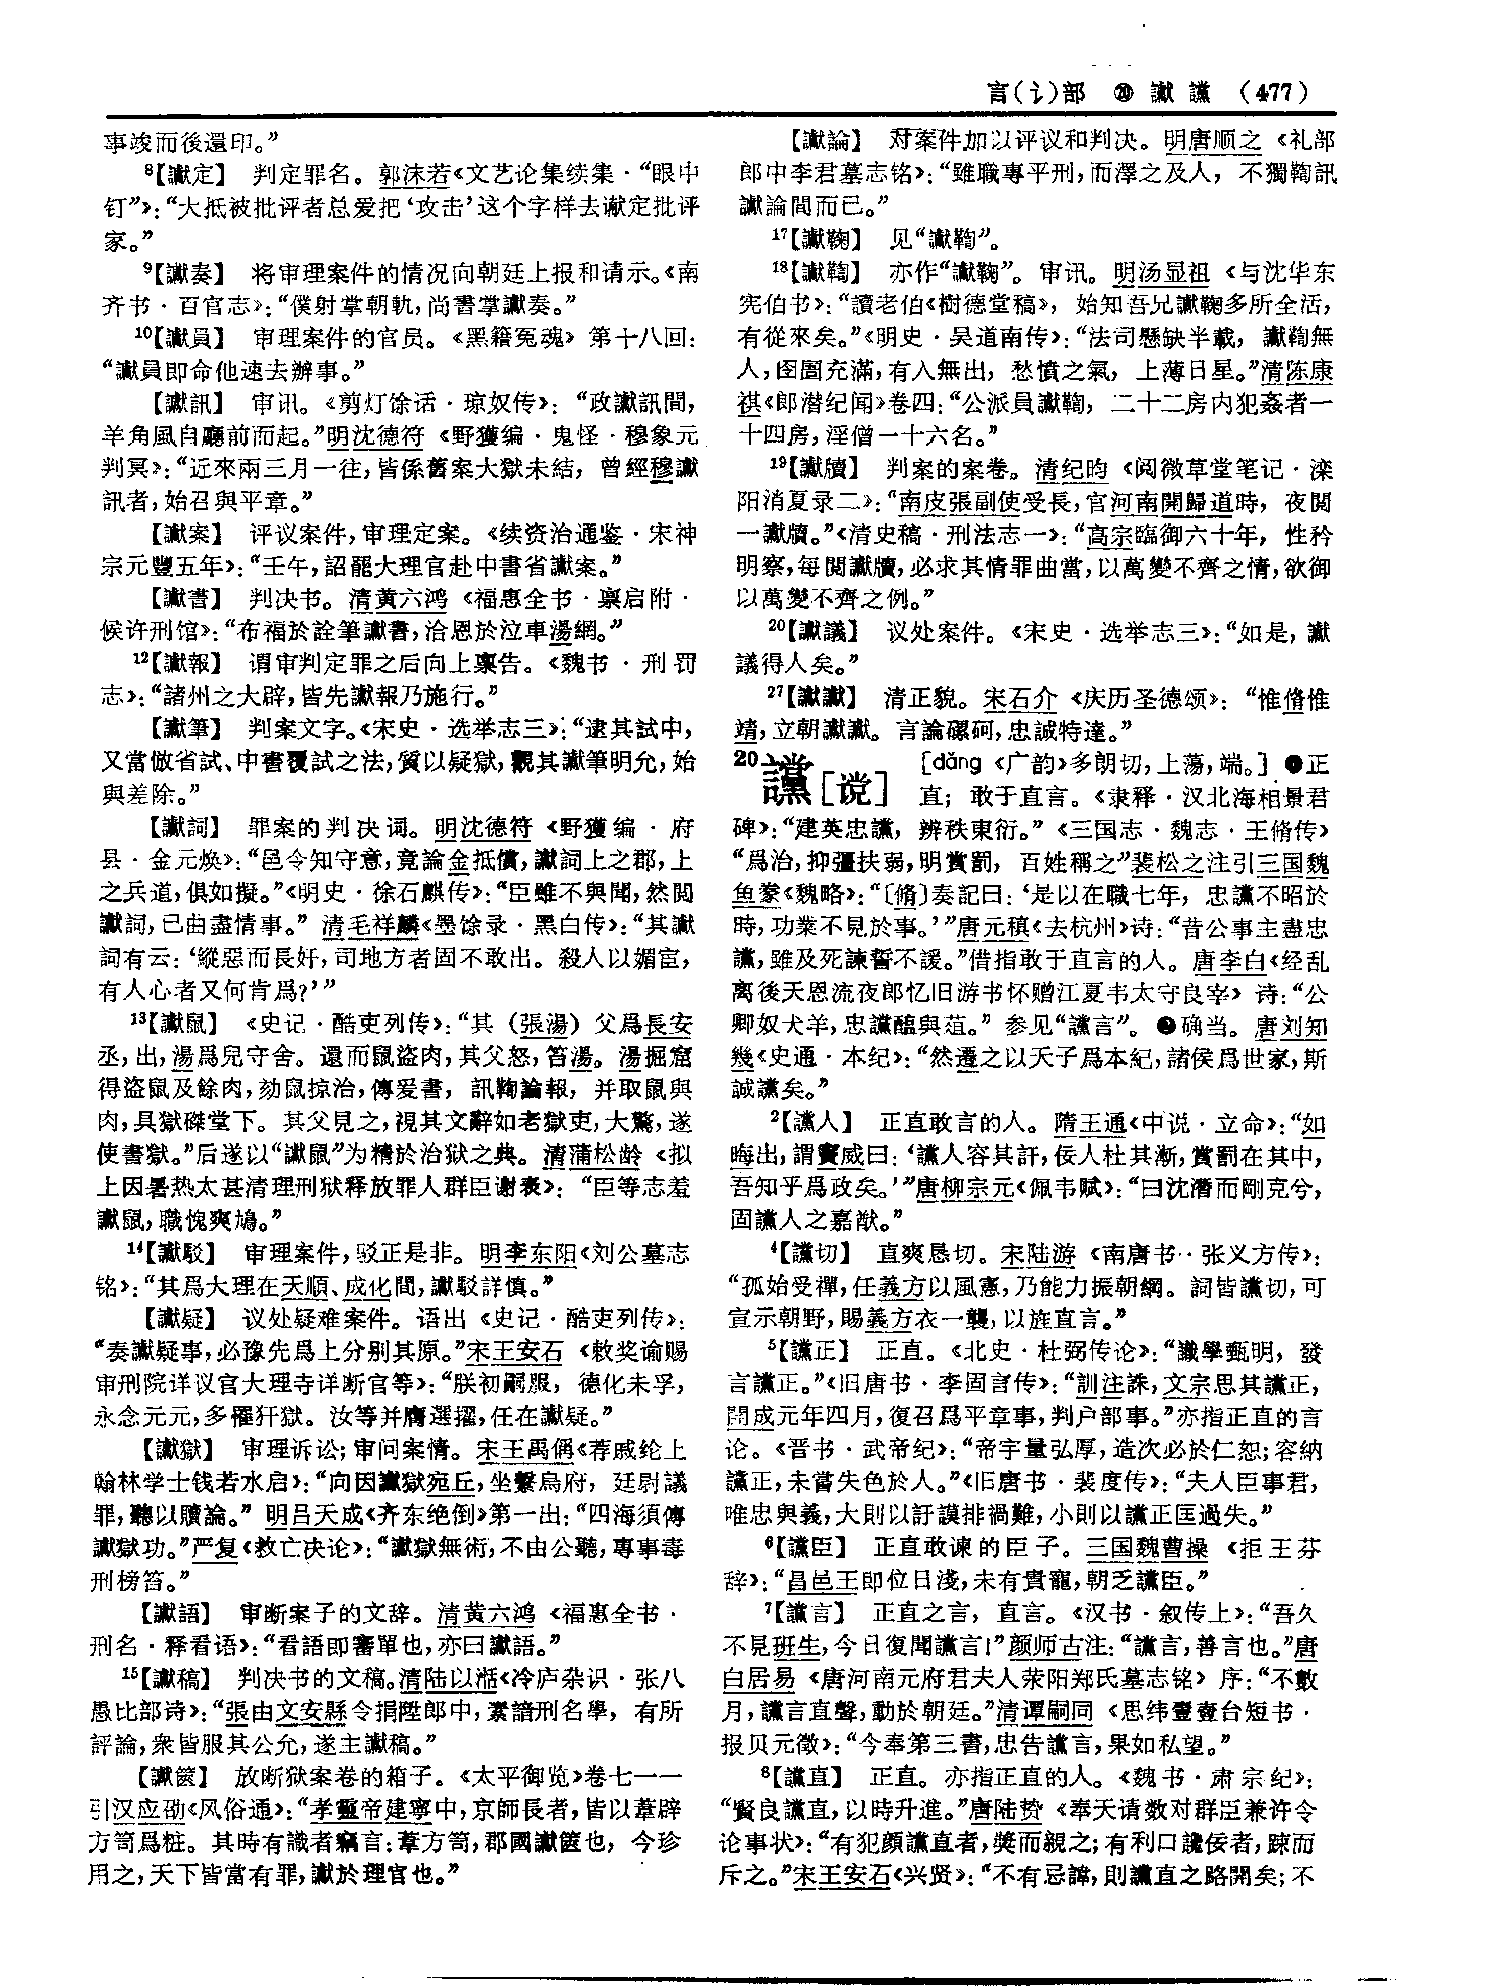 言(讠)部　⑳　讞　讜　(477)
事竣而後還印。”
⁸【讞定】　判定罪名。郭沫若《文艺论集续集·“眼中
钉”》：“大抵被批评者总爱把‘攻击’这个字样去谳定批评
家。”
⁹【讞奏】　将审理案件的情况向朝廷上报和请示。《南
齐书·百官志》：“僕射掌朝軌，尚書掌讞奏。”
¹⁰【讞員】　审理案件的官员。《黑籍冤魂》第十八回：
“讞員即命他速去辦事。”
【讞訊】　审讯。《剪灯馀话·琼奴传》：“政讞訊間，
羊角風自廳前而起。”明沈德符《野獲编·鬼怪·穆象元
判冥》：“近來兩三月一往，皆係舊案大獄未結，曾經穆讞
訊者，始召與平章。”
【讞案】　评议案件，审理定案。《续资治通鉴·宋神
宗元豐五年》：“壬午，詔罷大理官赴中書省讞案。”
【讞書】　判决书。清黄六鸿《福惠全书·禀启附·
候许刑馆》：“布福於詮筆讞書，洽恩於泣車湯網。”
¹²【讞報】　谓审判定罪之后向上禀告。《魏书·刑罚
志》：“諸州之大辟，皆先讞報乃施行。”
【讞筆】　判案文字。《宋史·选举志三》：“逮其試中，
又當倣省試、中書覆試之法，質以疑獄，觀其讞筆明允，始
與差除。”
【讞詞】　罪案的判决词。明沈德符《野獲编·府
县·金元焕》：“邑令知守意，竟論金抵償，讞詞上之郡，上
之兵道，俱如擬。”《明史·徐石麒传》：“臣雖不與聞，然閲
讞詞，已曲盡情事。”清毛祥麟《墨馀录·黑白传》：“其讞
詞有云：‘縱惡而長奸，司地方者固不敢出。殺人以媚宦，
有人心者又何肯爲？’”
¹³【讞鼠】　《史记·酷吏列传》：“其（張湯）父爲長安
丞，出，湯爲兒守舍。還而鼠盜肉，其父怒，笞湯。湯掘窟
得盜鼠及餘肉，劾鼠掠治，傳爰書，訊鞫論報，并取鼠與
肉，具獄磔堂下。其父見之，視其文辭如老獄吏，大驚，遂
使書獄。”后遂以“讞鼠”为精於治狱之典。清蒲松龄《拟
上因暑热太甚清理刑狱释放罪人群臣谢表》：“臣等志羞
讞鼠，職愧爽鳩。”
¹⁴【讞駁】　审理案件，驳正是非。明李东阳《刘公墓志
铭》：“其爲大理在天順、成化間，讞駁詳慎。”
【讞疑】　议处疑难案件。语出《史记·酷吏列传》：
“奏讞疑事，必豫先爲上分别其原。”宋王安石《敕奖谕赐
审刑院详议官大理寺详断官等》：“朕初嗣服，德化未孚，
永念元元，多罹犴獄。汝等并膺選擢，任在讞疑。”
【讞獄】　审理诉讼；审问案情。宋王禹偁《荐戚纶上
翰林学士钱若水启》：“向因讞獄宛丘，坐繫烏府，廷尉議
罪，聽以贖論。”明吕天成《齐东绝倒》第一出：“四海須傳
讞獄功。”严复《救亡决论》：“讞獄無術，不由公聽，專事毒
刑榜笞。”
【讞語】　审断案子的文辞。清黄六鸿《福惠全书·
刑名·释看语》：“看語即審單也，亦曰讞語。”
¹⁵【讞稿】　判决书的文稿。清陆以湉《冷庐杂识·张八
愚比部诗》：“張由文安縣令捐陞郎中，素諳刑名學，有所
評論，衆皆服其公允，遂主讞稿。”
【讞篋】　放断狱案卷的箱子。《太平御览》卷七一一
引汉应劭《风俗通》：“孝靈帝建寧中，京師長者，皆以葦辟
方笥爲粧。其時有識者竊言：葦方笥，郡國讞篋也，今珍
用之，天下皆當有罪，讞於理官也。”
【讞論】　对案件加以评议和判决。明唐顺之《礼部
郎中李君墓志铭》：“雖職專平刑，而澤之及人，不獨鞫訊
讞論間而已。”
¹⁷【讞鞠】　见“讞鞫”。
¹⁸【讞鞫】　亦作“讞鞠”。审讯。明汤显祖《与沈华东
宪伯书》：“讀老伯《樹德堂稿》，始知吾兄讞鞠多所全活，
有從來矣。”《明史·吴道南传》：“法司懸缺半載，讞鞫無
人，囹圄充滿，有入無出，愁憤之氣，上薄日星。”清陈康
祺《郎潜纪闻》卷四：“公派員讞鞫，二十二房内犯姦者一
十四房，淫僧一十六名。”
¹⁹【讞牘】　判案的案卷。清纪昀《阅微草堂笔记·滦
阳消夏录二》：“南皮張副使受長，官河南開歸道時，夜閲
一讞牘。”《清史稿·刑法志一》：“高宗臨御六十年，性矜
明察，每閲讞牘，必求其情罪曲當，以萬變不齊之情，欲御
以萬變不齊之例。”
²⁰【讞議】　议处案件。《宋史·选举志三》：“如是，讞
議得人矣。”
²⁷【讞讞】　清正貌。宋石介《庆历圣德颂》：“惟脩惟
靖，立朝讞讞。言論磥砢，忠誠特達。”
²⁰讜［谠］　［dǎng《广韵》多朗切，上蕩，端。］❶正
直；敢于直言。《隶释·汉北海相景君
碑》：“建英忠讜，辨秩東衍。”《三国志·魏志·王脩传》
“爲治，抑彊扶弱，明賞罰，百姓稱之”裴松之注引三国魏
鱼豢《魏略》：“〔脩〕奏記曰：‘是以在職七年，忠讜不昭於
時，功業不見於事。’”唐元稹《去杭州》诗：“昔公事主盡忠
讜，雖及死諫誓不諼。”借指敢于直言的人。唐李白《经乱
离後天恩流夜郎忆旧游书怀赠江夏韦太守良宰》诗：“公
卿奴犬羊，忠讜醢與菹。”参见“讜言”。❷确当。唐刘知
幾《史通·本纪》：“然遷之以天子爲本紀，諸侯爲世家，斯
誠讜矣。”
²【讜人】　正直敢言的人。隋王通《中说·立命》：“如
晦出，謂竇威曰：‘讜人容其訐，佞人杜其漸，賞罰在其中，
吾知乎爲政矣。’”唐柳宗元《佩韦赋》：“曰沈潛而剛克兮，
固讜人之嘉猷。”
⁴【讜切】　直爽恳切。宋陆游《南唐书·张义方传》：
“孤始受禪，任義方以風憲，乃能力振朝綱。詞皆讜切，可
宣示朝野，賜義方衣一襲，以旌直言。”
⁵【讜正】　正直。《北史·杜弼传论》：“識學甄明，發
言讜正。”《旧唐书·李固言传》：“訓注誅，文宗思其讜正，
開成元年四月，復召爲平章事，判户部事。”亦指正直的言
论。《晋书·武帝纪》：“帝宇量弘厚，造次必於仁恕；容納
讜正，未嘗失色於人。”《旧唐书·裴度传》：“夫人臣事君，
唯忠與義，大則以訏謨排禍難，小則以讜正匡過失。”
⁶【讜臣】　正直敢谏的臣子。三国魏曹操《拒王芬
辞》：“昌邑王即位日淺，未有貴寵，朝乏讜臣。”
⁷【讜言】　正直之言，直言。《汉书·叙传上》：“吾久
不見班生，今日復聞讜言！”颜师古注：“讜言，善言也。”唐
白居易《唐河南元府君夫人荥阳郑氏墓志铭》序：“不數
月，讜言直聲，動於朝廷。”清谭嗣同《思纬壹壹台短书·
报贝元徵》：“今奉第三書，忠告讜言，果如私望。”
⁸【讜直】　正直。亦指正直的人。《魏书·肃宗纪》：
“賢良讜直，以時升進。”唐陆贽《奉天请数对群臣兼许令
论事状》：“有犯顔讜直者，獎而親之；有利口讒佞者，疎而
斥之。”宋王安石《兴贤》：“不有忌諱，則讜直之路開矣；不